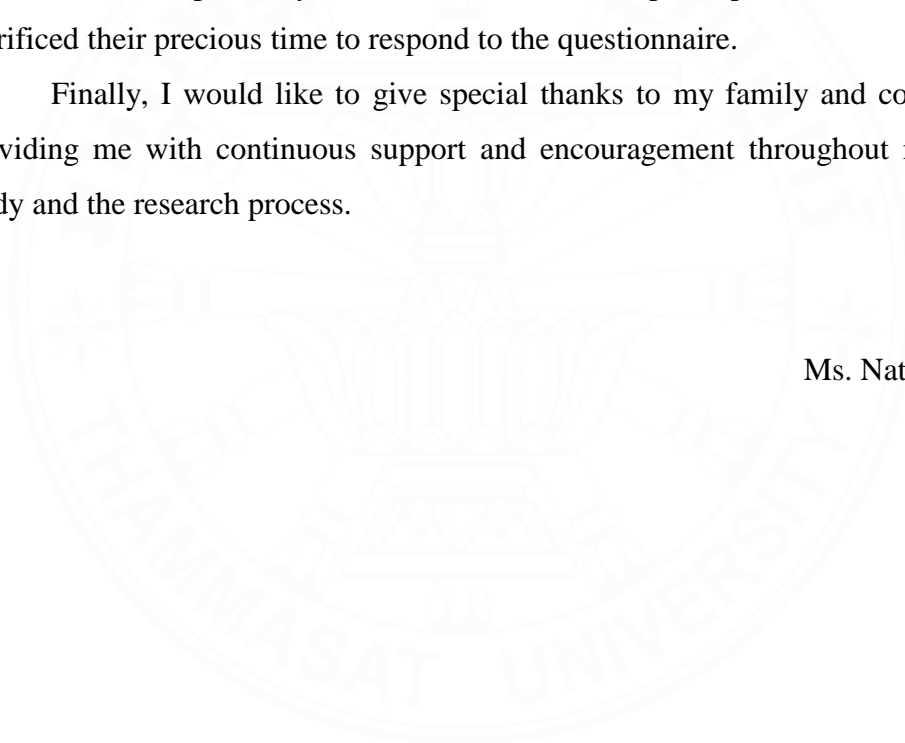 rificed their precious time to respond to the questionnaire.
Finally, I would like to give special thanks to my family and co
viding me with continuous support and encouragement throughout
dy and the research process.
Ms. Nat
THAMMASAT UNIVERSITY